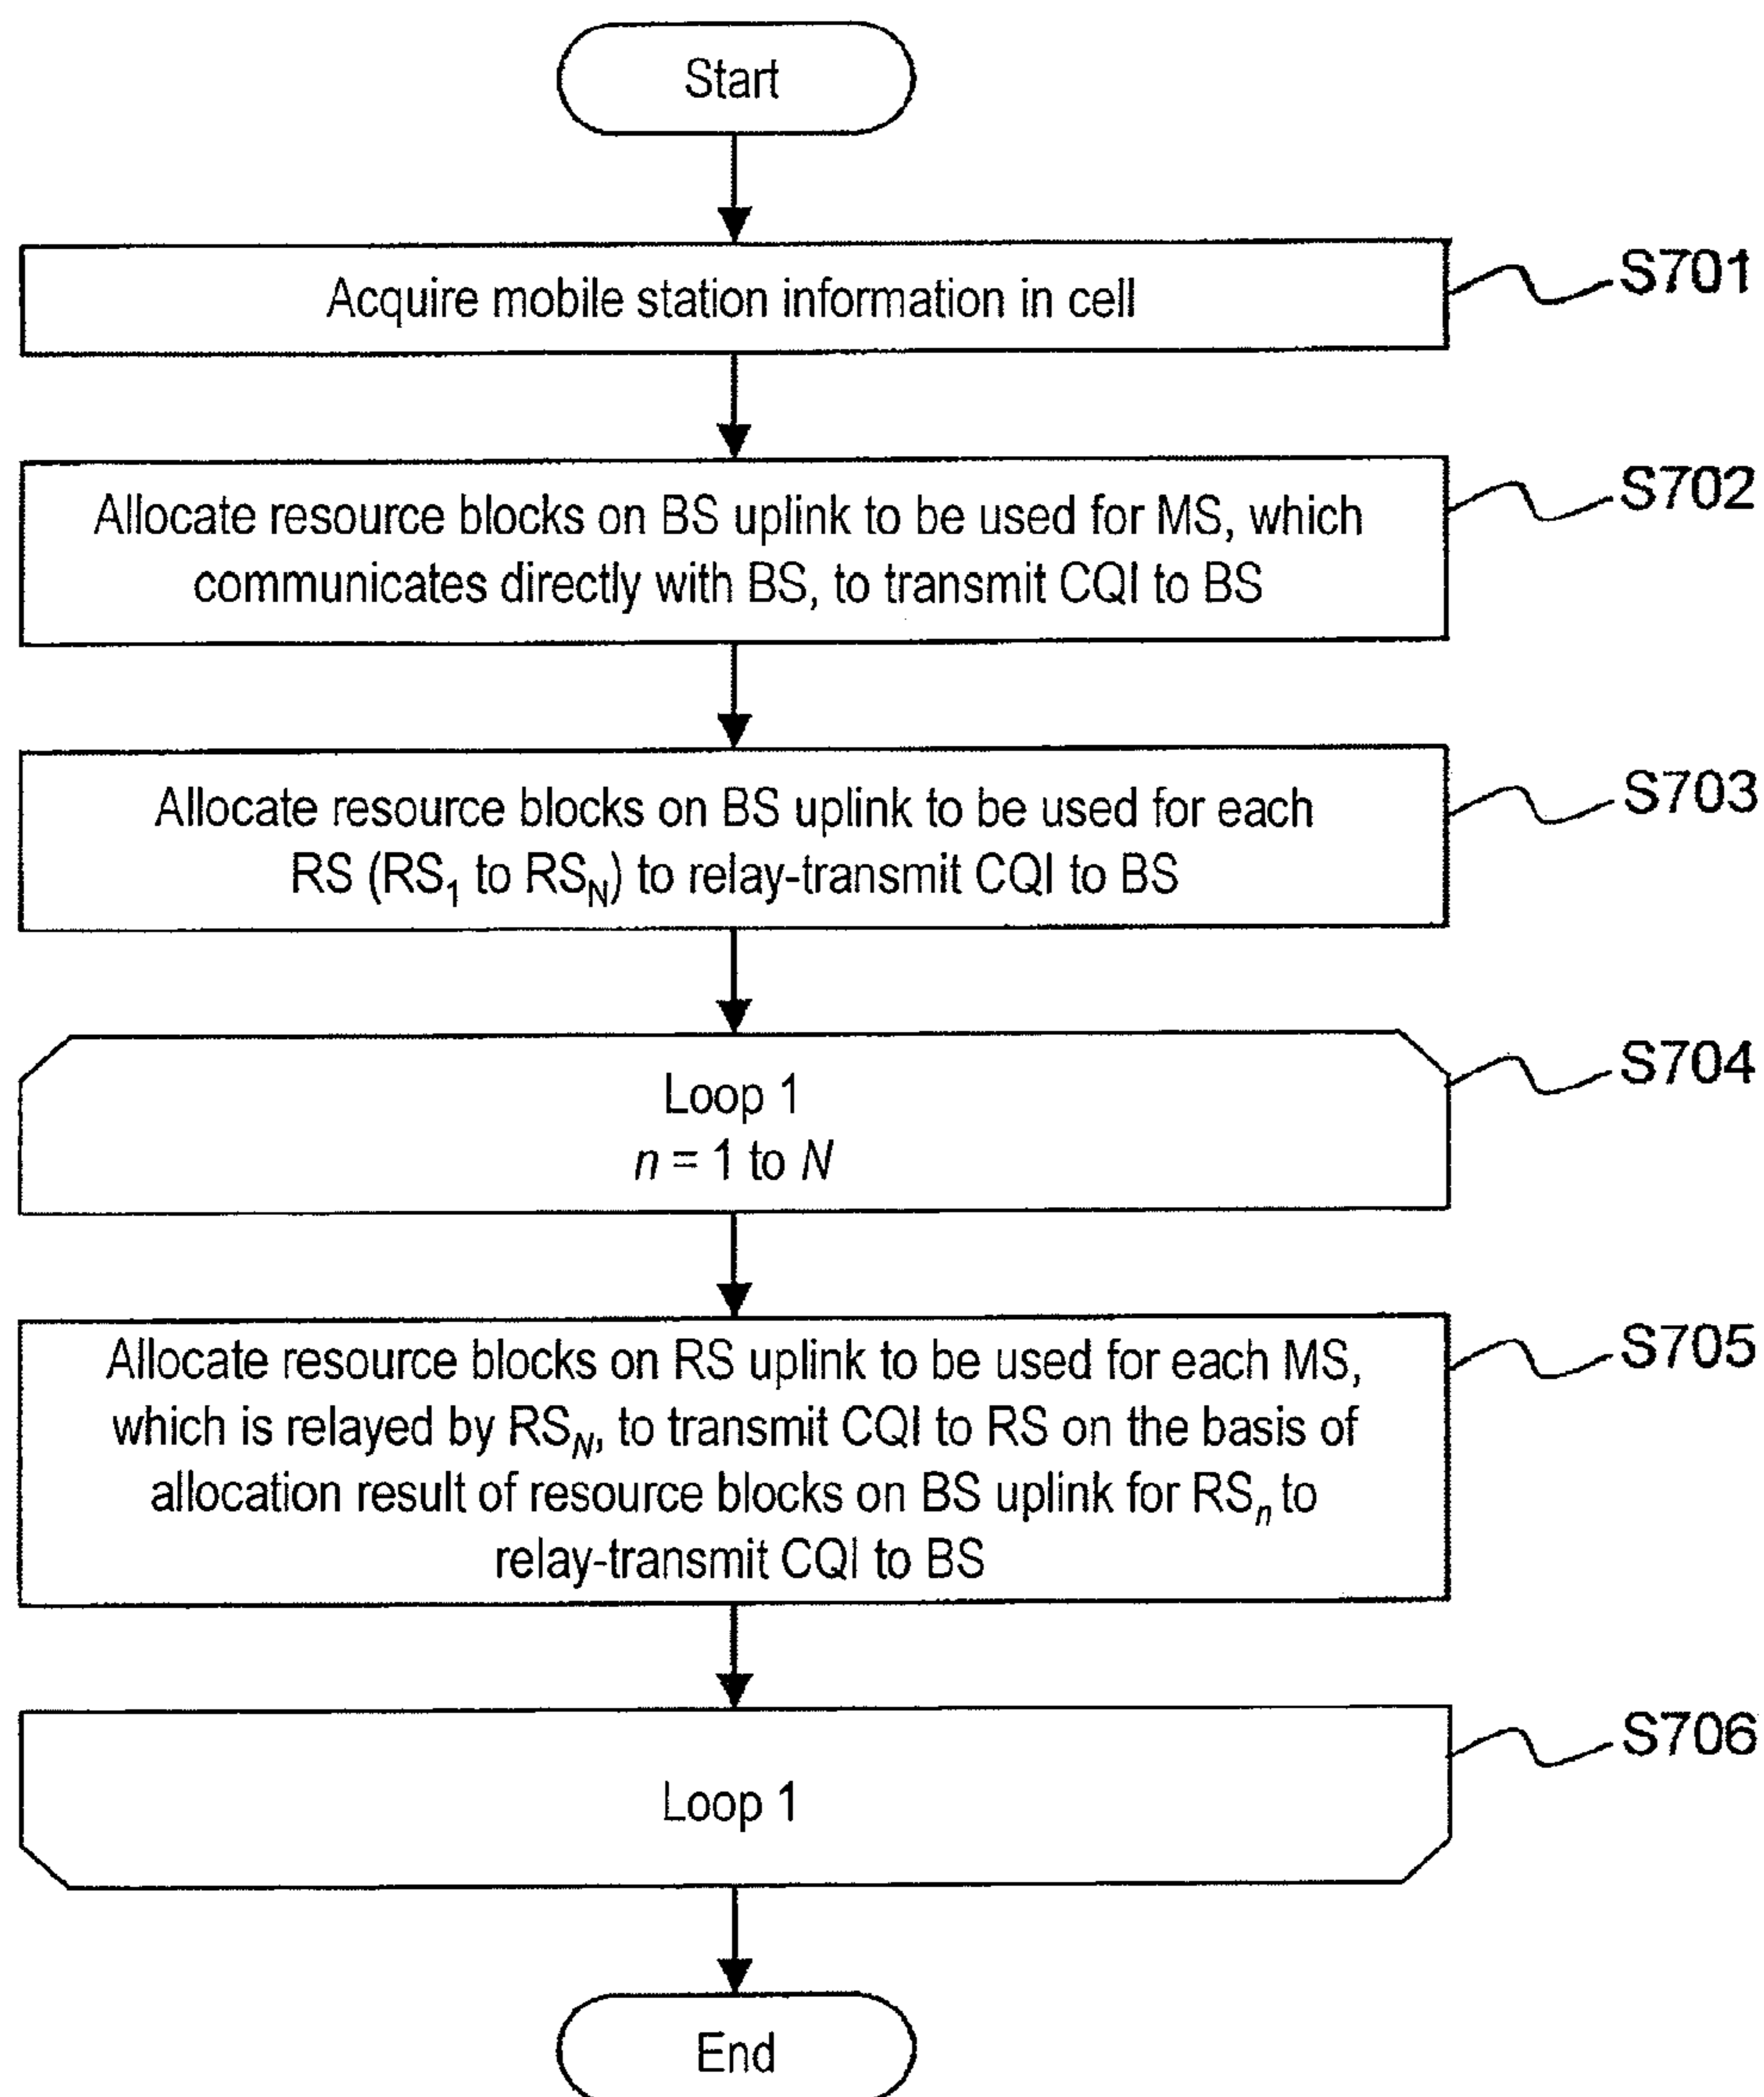 Start
Acquire mobile station information in cell
S701
Allocate resource blocks on BS uplink to be used for MS, which
communicates directly with BS, to transmit CQI to BS
S702
Allocate resource blocks on BS uplink to be used for each
RS (RS₁ to RS_N) to relay-transmit CQI to BS
S703
Loop 1
n = 1 to N
S704
Allocate resource blocks on RS uplink to be used for each MS,
which is relayed by RS_N, to transmit CQI to RS on the basis of
allocation result of resource blocks on BS uplink for RS_n to
relay-transmit CQI to BS
S705
Loop 1
S706
End